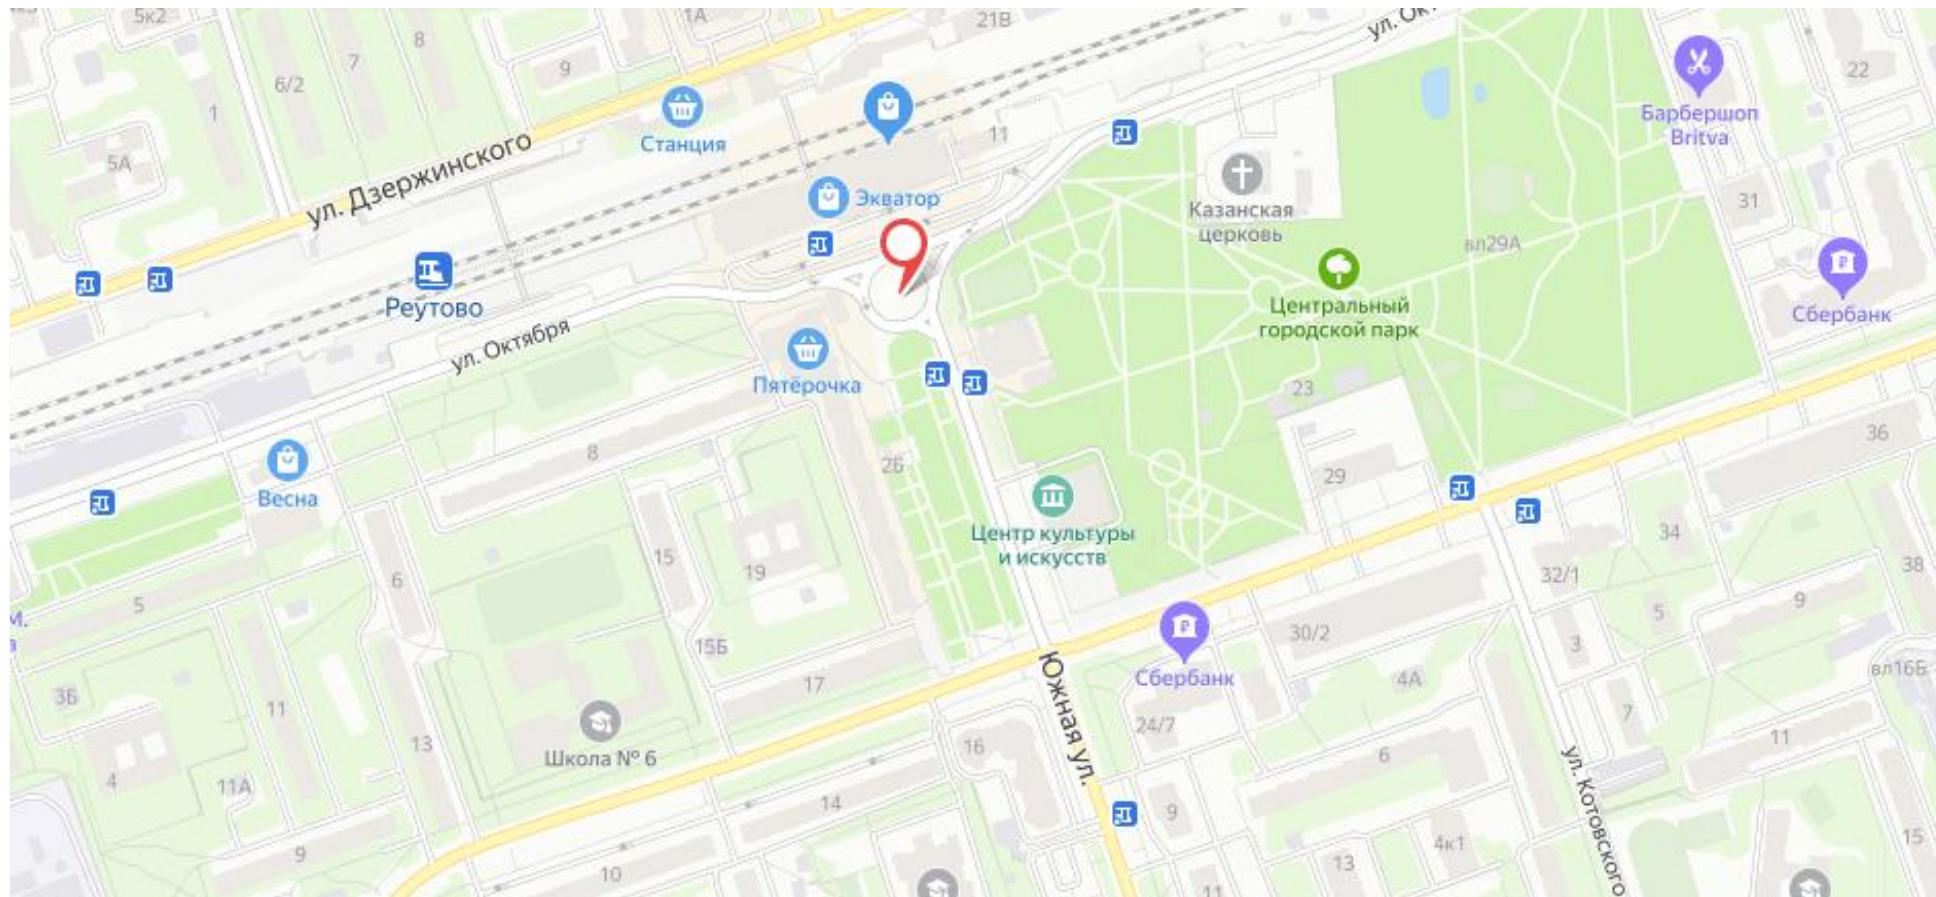 5к2
1А
21В
8
7
9
6/2
22
1
Станция
11
Барбершоп
Britva
5А
ул. Дзержинского
Экватор
Казанская
церковь
31
вл29А
Реутово
Центральный
городской парк
Сбербанк
ул. Октября
Пятёрочка
23
36
8
2Б
29
Весна
Центр культуры
и искусств
34
15
19
6
32/1
38
5
9
5
30/2
3
15Б
вл16Б
3Б
17
Сбербанк
4А
11
Южная ул.
7
24/7
13
16
11
Школа № 6
6
4
11А
ул. Котовского
14
9
4к1
15
9
10
13
11